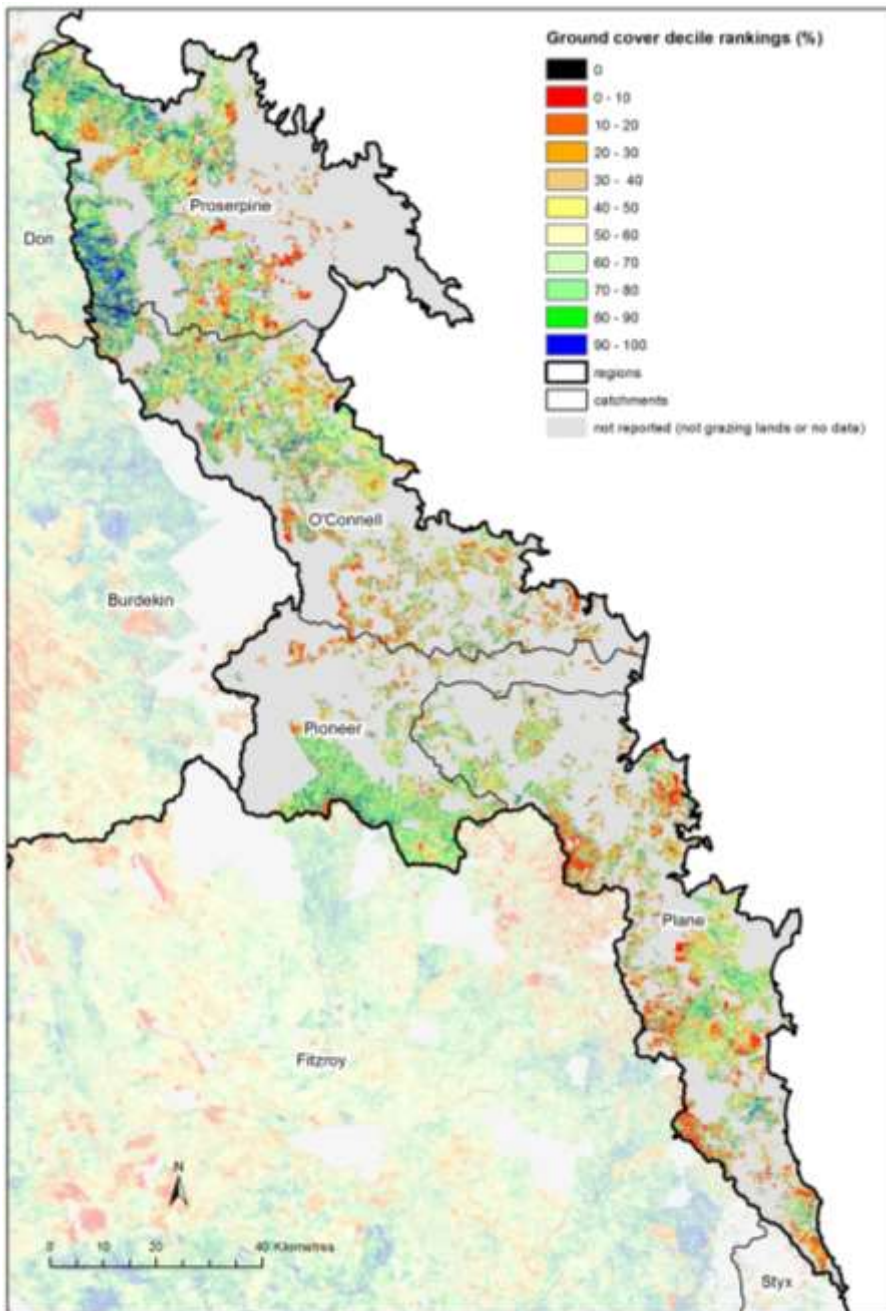 Ground cover decile rankings (%)
0
0 - 10
10 - 20
20 - 30
30 - 40
40 - 50
50 - 60
60 - 70
70 - 80
80 - 90
90 - 100
regions
catchments
not reported (not grazing lands or no data)
Proserpine
Don
O'Connell
Burdekin
Pioneer
Plane
Fitzroy
N
0 10 20 40 Kilometres
Styx